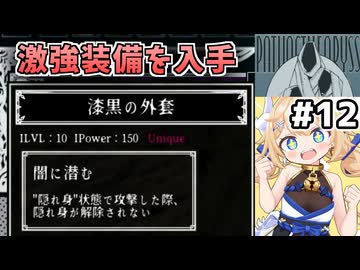 激強装備を入手
PATHOSTHEORYSS
#12
漆黒の外套
ILVL：10 IPower：150 Unique
闇に潜む
"隠れ身"状態で攻撃した際、
隠れ身が解除されない